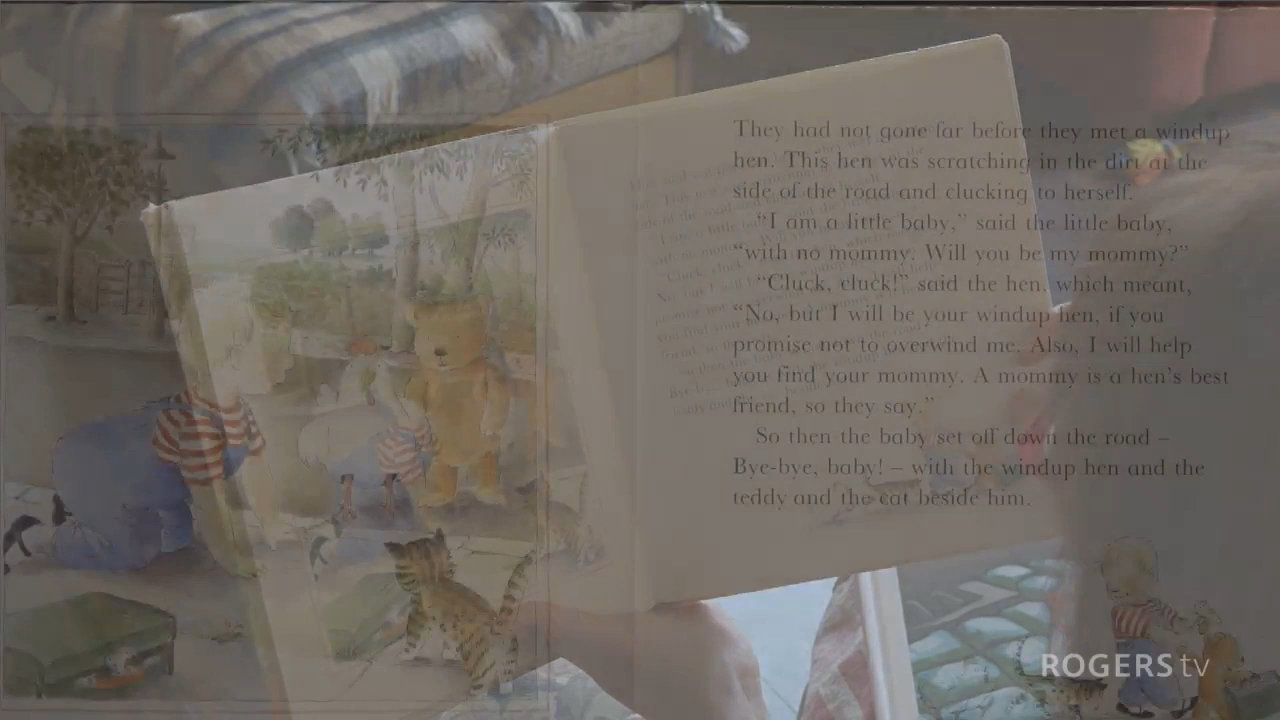 They had not gone far before they met a windup
hen. This hen was scratching in the dirt at the
side of the road and clucking to herself.
“I am a little baby,” said the little baby,
“with no mommy. Will you be my mommy?”
“Cluck, cluck!” said the hen, which meant,
“No, but I will be your windup hen, if you
promise not to overwind me. Also, I will help
you find your mommy. A mommy is a hen’s best
friend, so they say.”
So then the baby set off down the road –
Bye-bye, baby! – with the windup hen and the
teddy and the cat beside him.
ROGERS tv